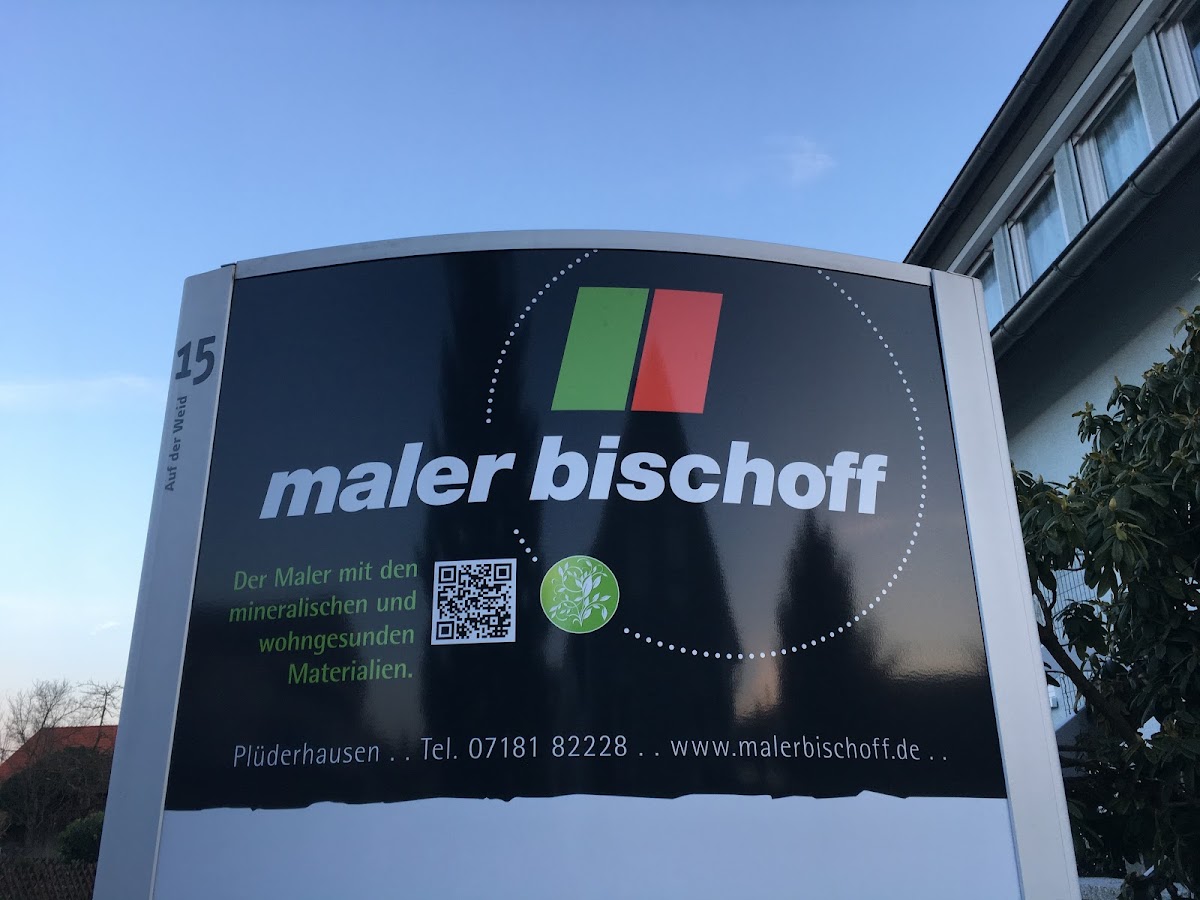 15
Auf der Weid
maler bischoff
Der Maler mit den
mineralischen und
wohngesunden
Materialien.
Plüderhausen . . Tel. 07181 82228 . . www.malerbischoff.de . .